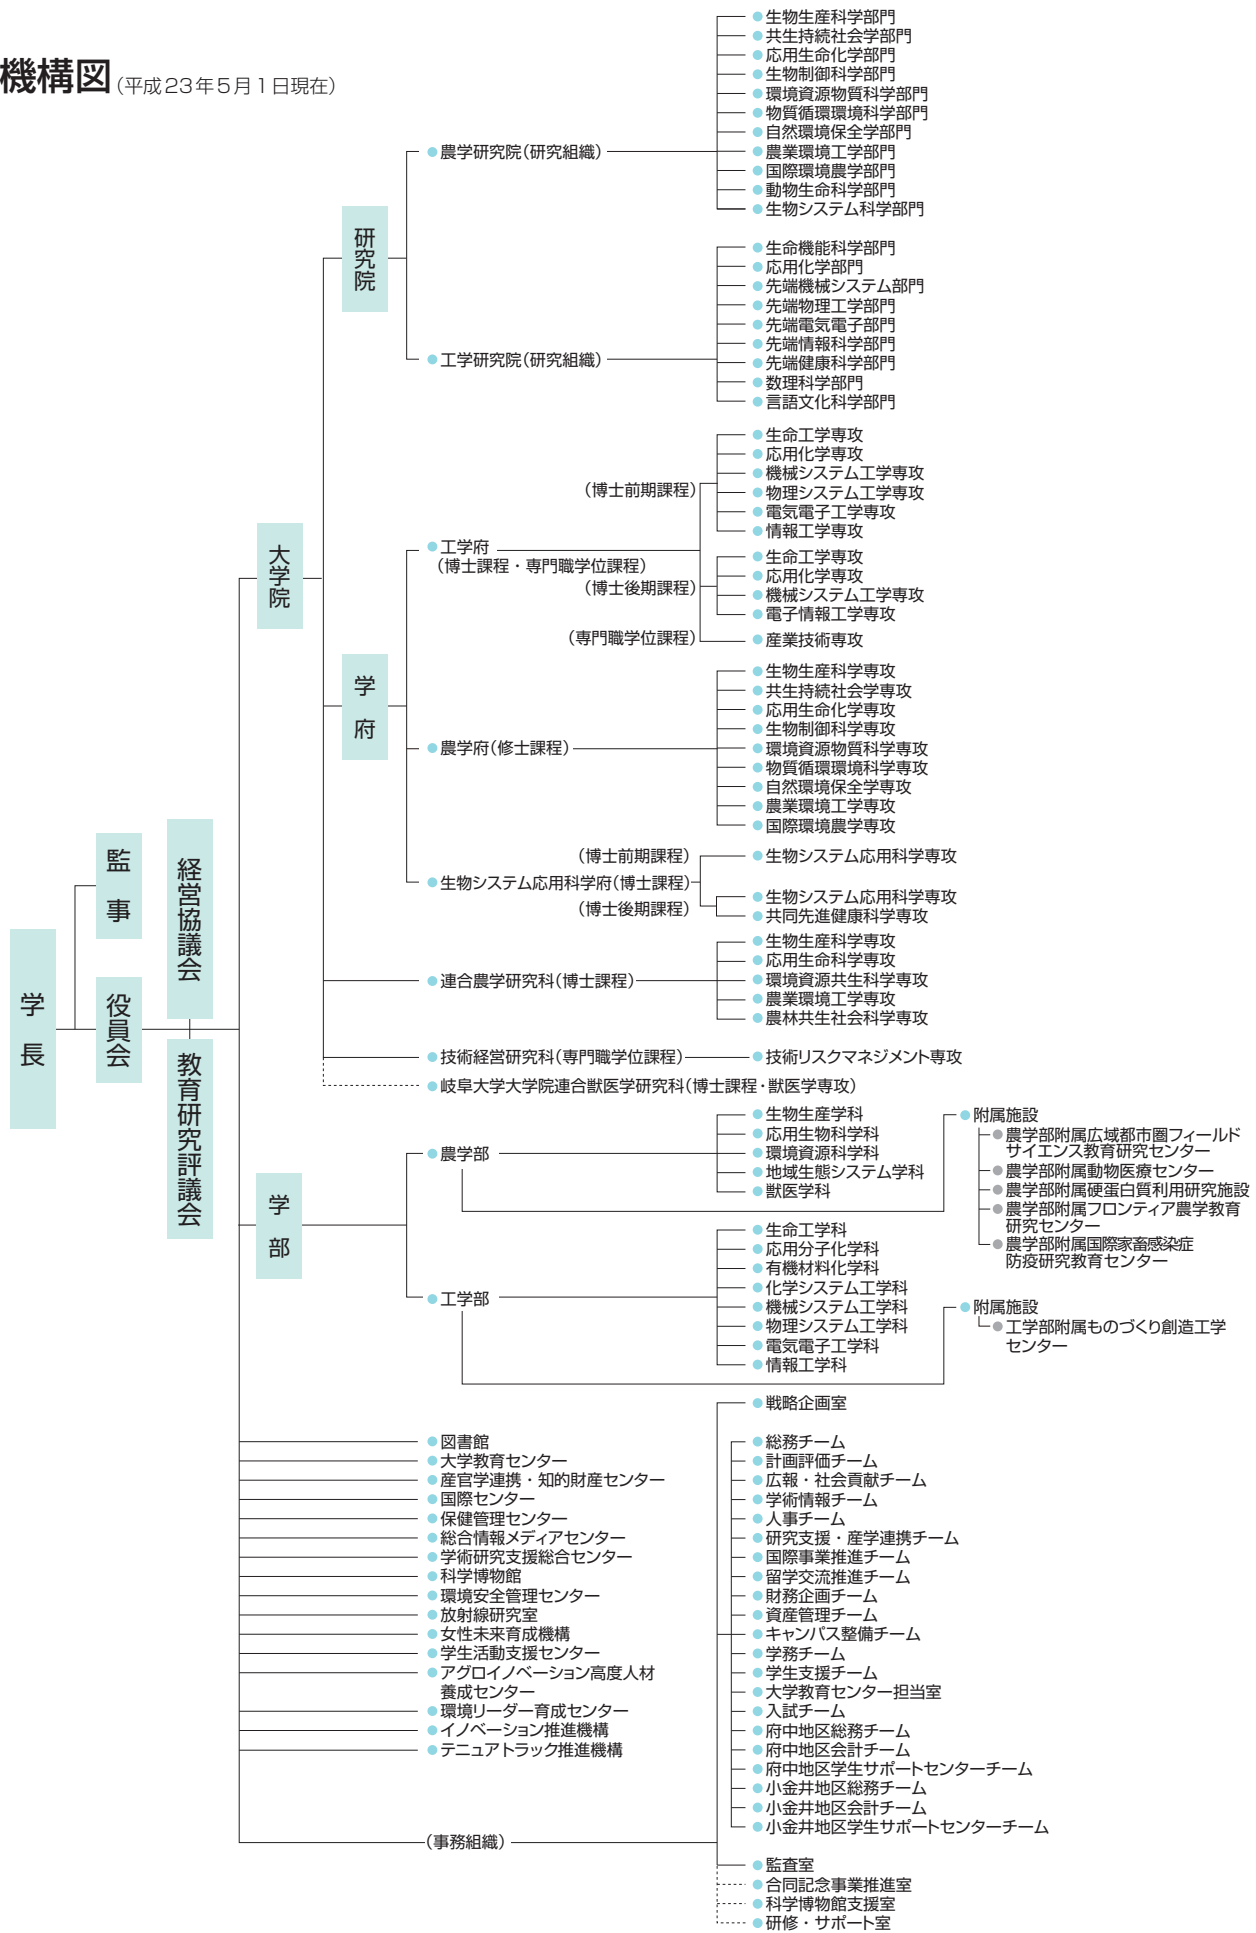 機構図(平成23年5月1日現在)
学長
監事
役員会
経営協議会
教育研究評議会
大学院
研究院
農学研究院(研究組織)
生物生産科学部門
共生持続社会学部門
応用生命化学部門
生物制御科学部門
環境資源物質科学部門
物質循環環境科学部門
自然環境保全学部門
農業環境工学部門
国際環境農学部門
動物生命科学部門
生物システム科学部門
工学研究院(研究組織)
生命機能科学部門
応用化学部門
先端機械システム部門
先端物理工学部門
先端電気電子部門
先端情報科学部門
先端健康科学部門
数理科学部門
言語文化科学部門
学府
工学府
(博士課程・専門職学位課程)
(博士前期課程)
生命工学専攻
応用化学専攻
機械システム工学専攻
物理システム工学専攻
電気電子工学専攻
情報工学専攻
(博士後期課程)
生命工学専攻
応用化学専攻
機械システム工学専攻
電子情報工学専攻
(専門職学位課程)
産業技術専攻
農学府(修士課程)
生物生産科学専攻
共生持続社会学専攻
応用生命化学専攻
生物制御科学専攻
環境資源物質科学専攻
物質循環環境科学専攻
自然環境保全学専攻
農業環境工学専攻
国際環境農学専攻
生物システム応用科学府(博士課程)
(博士前期課程)
生物システム応用科学専攻
(博士後期課程)
生物システム応用科学専攻
共同先進健康科学専攻
連合農学研究科(博士課程)
生物生産科学専攻
応用生命科学専攻
環境資源共生科学専攻
農業環境工学専攻
農林共生社会科学専攻
技術経営研究科(専門職学位課程)
技術リスクマネジメント専攻
岐阜大学大学院連合獣医学研究科(博士課程・獣医学専攻)
学部
農学部
生物生産学科
応用生物科学科
環境資源科学科
地域生態システム学科
獣医学科
附属施設
農学部附属広域都市圏フィールド
サイエンス教育研究センター
農学部附属動物医療センター
農学部附属硬蛋白質利用研究施設
農学部附属フロンティア農学教育
研究センター
農学部附属国際家畜感染症
防疫研究教育センター
工学部
生命工学科
応用分子化学科
有機材料化学科
化学システム工学科
機械システム工学科
物理システム工学科
電気電子工学科
情報工学科
附属施設
工学部附属ものづくり創造工学
センター
図書館
大学教育センター
産官学連携・知的財産センター
国際センター
保健管理センター
総合情報メディアセンター
学術研究支援総合センター
科学博物館
環境安全管理センター
放射線研究室
女性未来育成機構
学生活動支援センター
アグロイノベーション高度人材
養成センター
環境リーダー育成センター
イノベーション推進機構
テニュアトラック推進機構
(事務組織)
戦略企画室
総務チーム
計画評価チーム
広報・社会貢献チーム
学術情報チーム
人事チーム
研究支援・産学連携チーム
国際事業推進チーム
留学交流推進チーム
財務企画チーム
資産管理チーム
キャンパス整備チーム
学務チーム
学生支援チーム
大学教育センター担当室
入試チーム
府中地区総務チーム
府中地区会計チーム
府中地区学生サポートセンターチーム
小金井地区総務チーム
小金井地区会計チーム
小金井地区学生サポートセンターチーム
監査室
合同記念事業推進室
科学博物館支援室
研修・サポート室